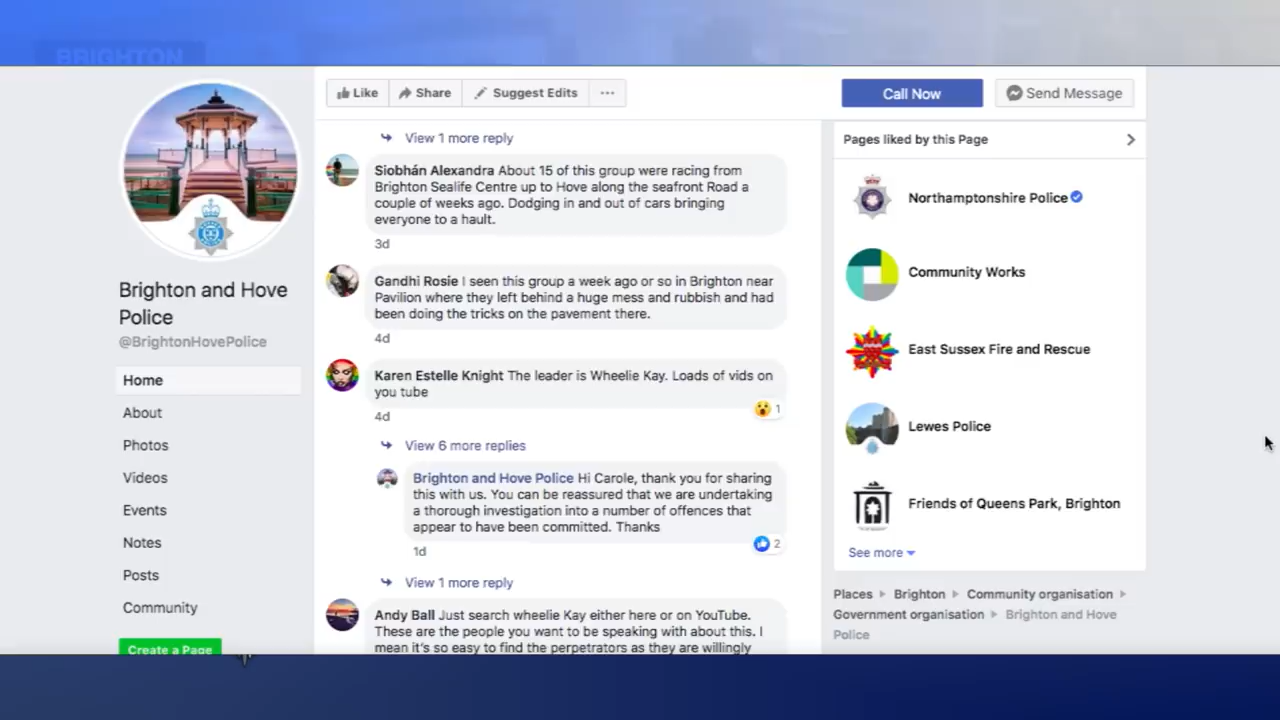 BRIGHTON
Like
Share
Suggest Edits
Call Now
Send Message
Brighton and Hove
Police
@BrightonHovePolice
Home
About
Photos
Videos
Events
Notes
Posts
Community
Create a Page
View 1 more reply
Siobhán Alexandra About 15 of this group were racing from
Brighton Sealife Centre up to Hove along the seafront Road a
couple of weeks ago. Dodging in and out of cars bringing
everyone to a hault.
3d
Gandhi Rosie I seen this group a week ago or so in Brighton near
Pavilion where they left behind a huge mess and rubbish and had
been doing the tricks on the pavement there.
4d
Karen Estelle Knight The leader is Wheelie Kay. Loads of vids on
you tube
1
4d
View 6 more replies
Brighton and Hove Police Hi Carole, thank you for sharing
this with us. You can be reassured that we are undertaking
a thorough investigation into a number of offences that
appear to have been committed. Thanks
2
1d
View 1 more reply
Andy Ball Just search wheelie Kay either here or on YouTube.
These are the people you want to be speaking with about this. I
mean it's so easy to find the perpetrators as they are willingly
Pages liked by this Page
Northamptonshire Police
Community Works
East Sussex Fire and Rescue
Lewes Police
Friends of Queens Park, Brighton
See more
Places Brighton Community organisation
Government organisation Brighton and Hove
Police